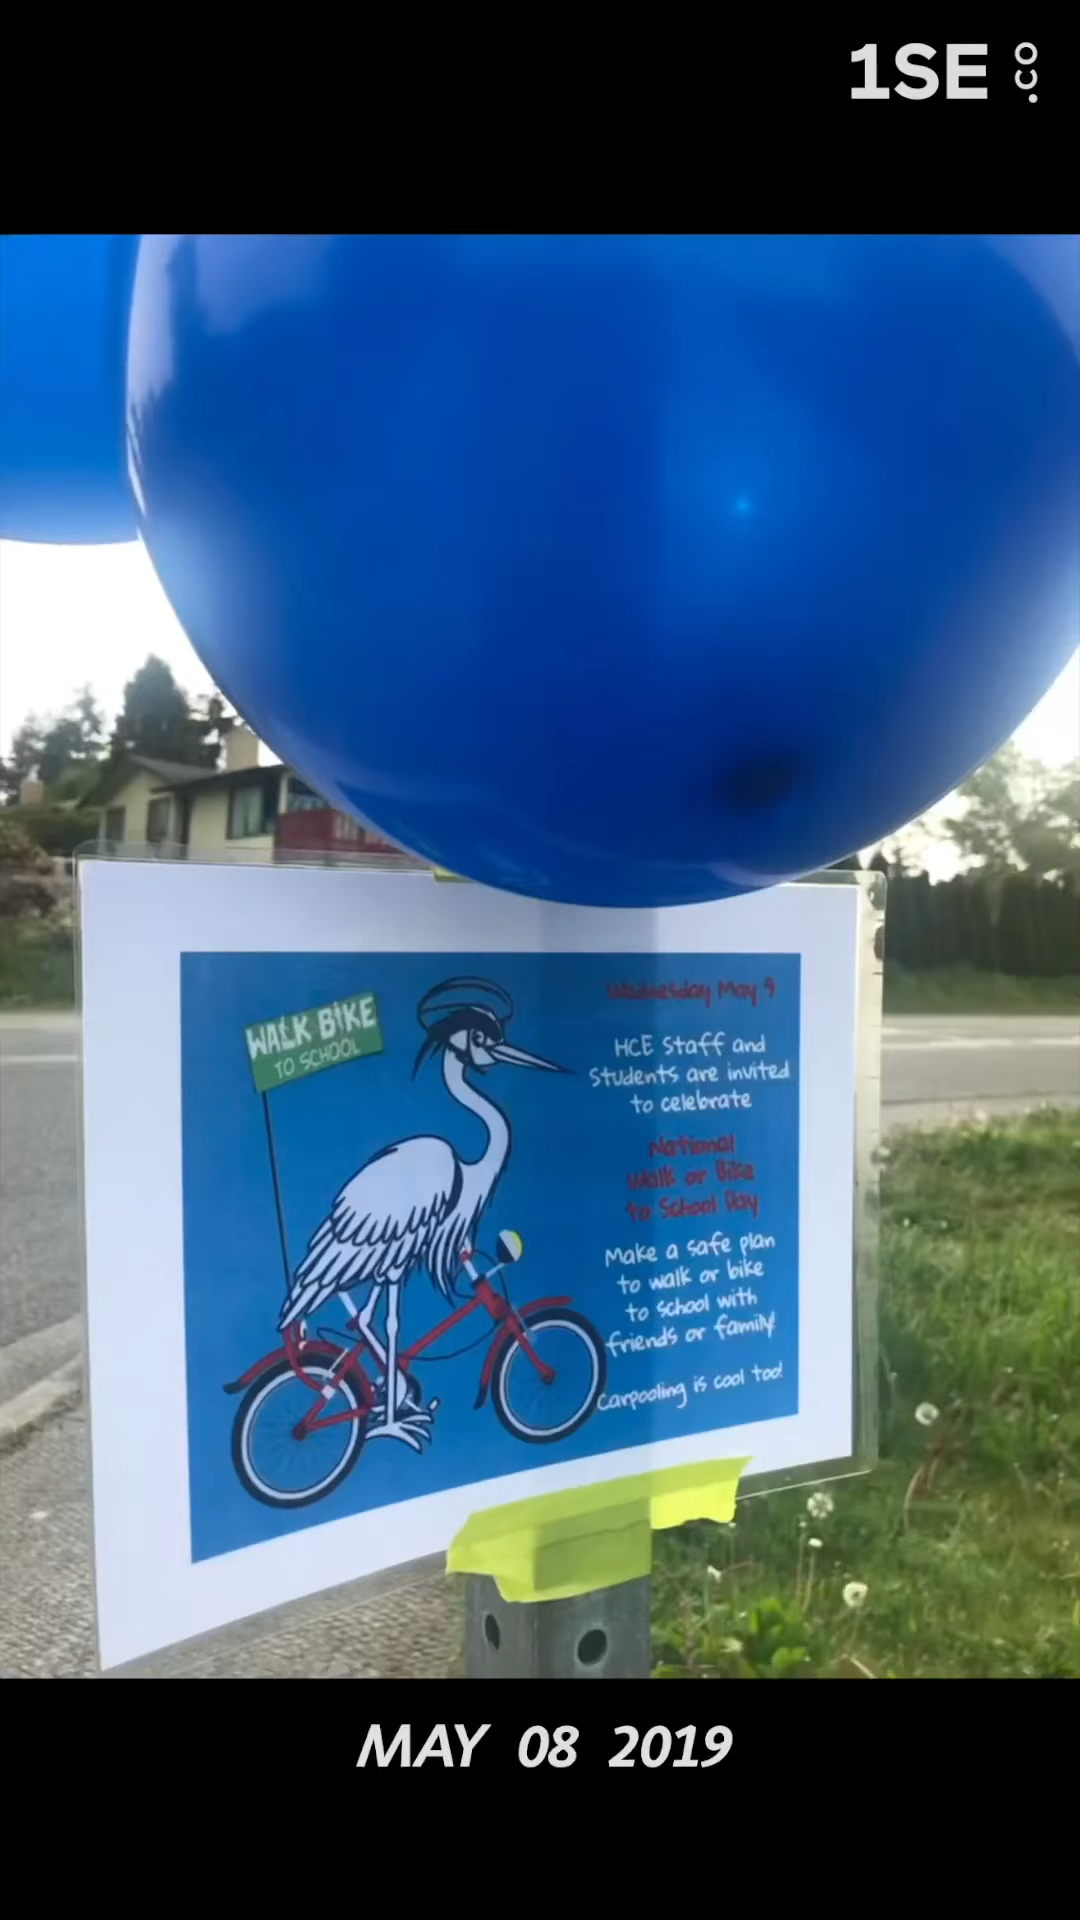 1SE .CO
WALK BIKE
TO SCHOOL
Wednesday May 9
HCE Staff and
Students are invited
to celebrate
National
Walk or Bike
to School Day
Make a safe plan
to walk or bike
to school with
friends or family!
Carpooling is cool too!
MAY 08 2019